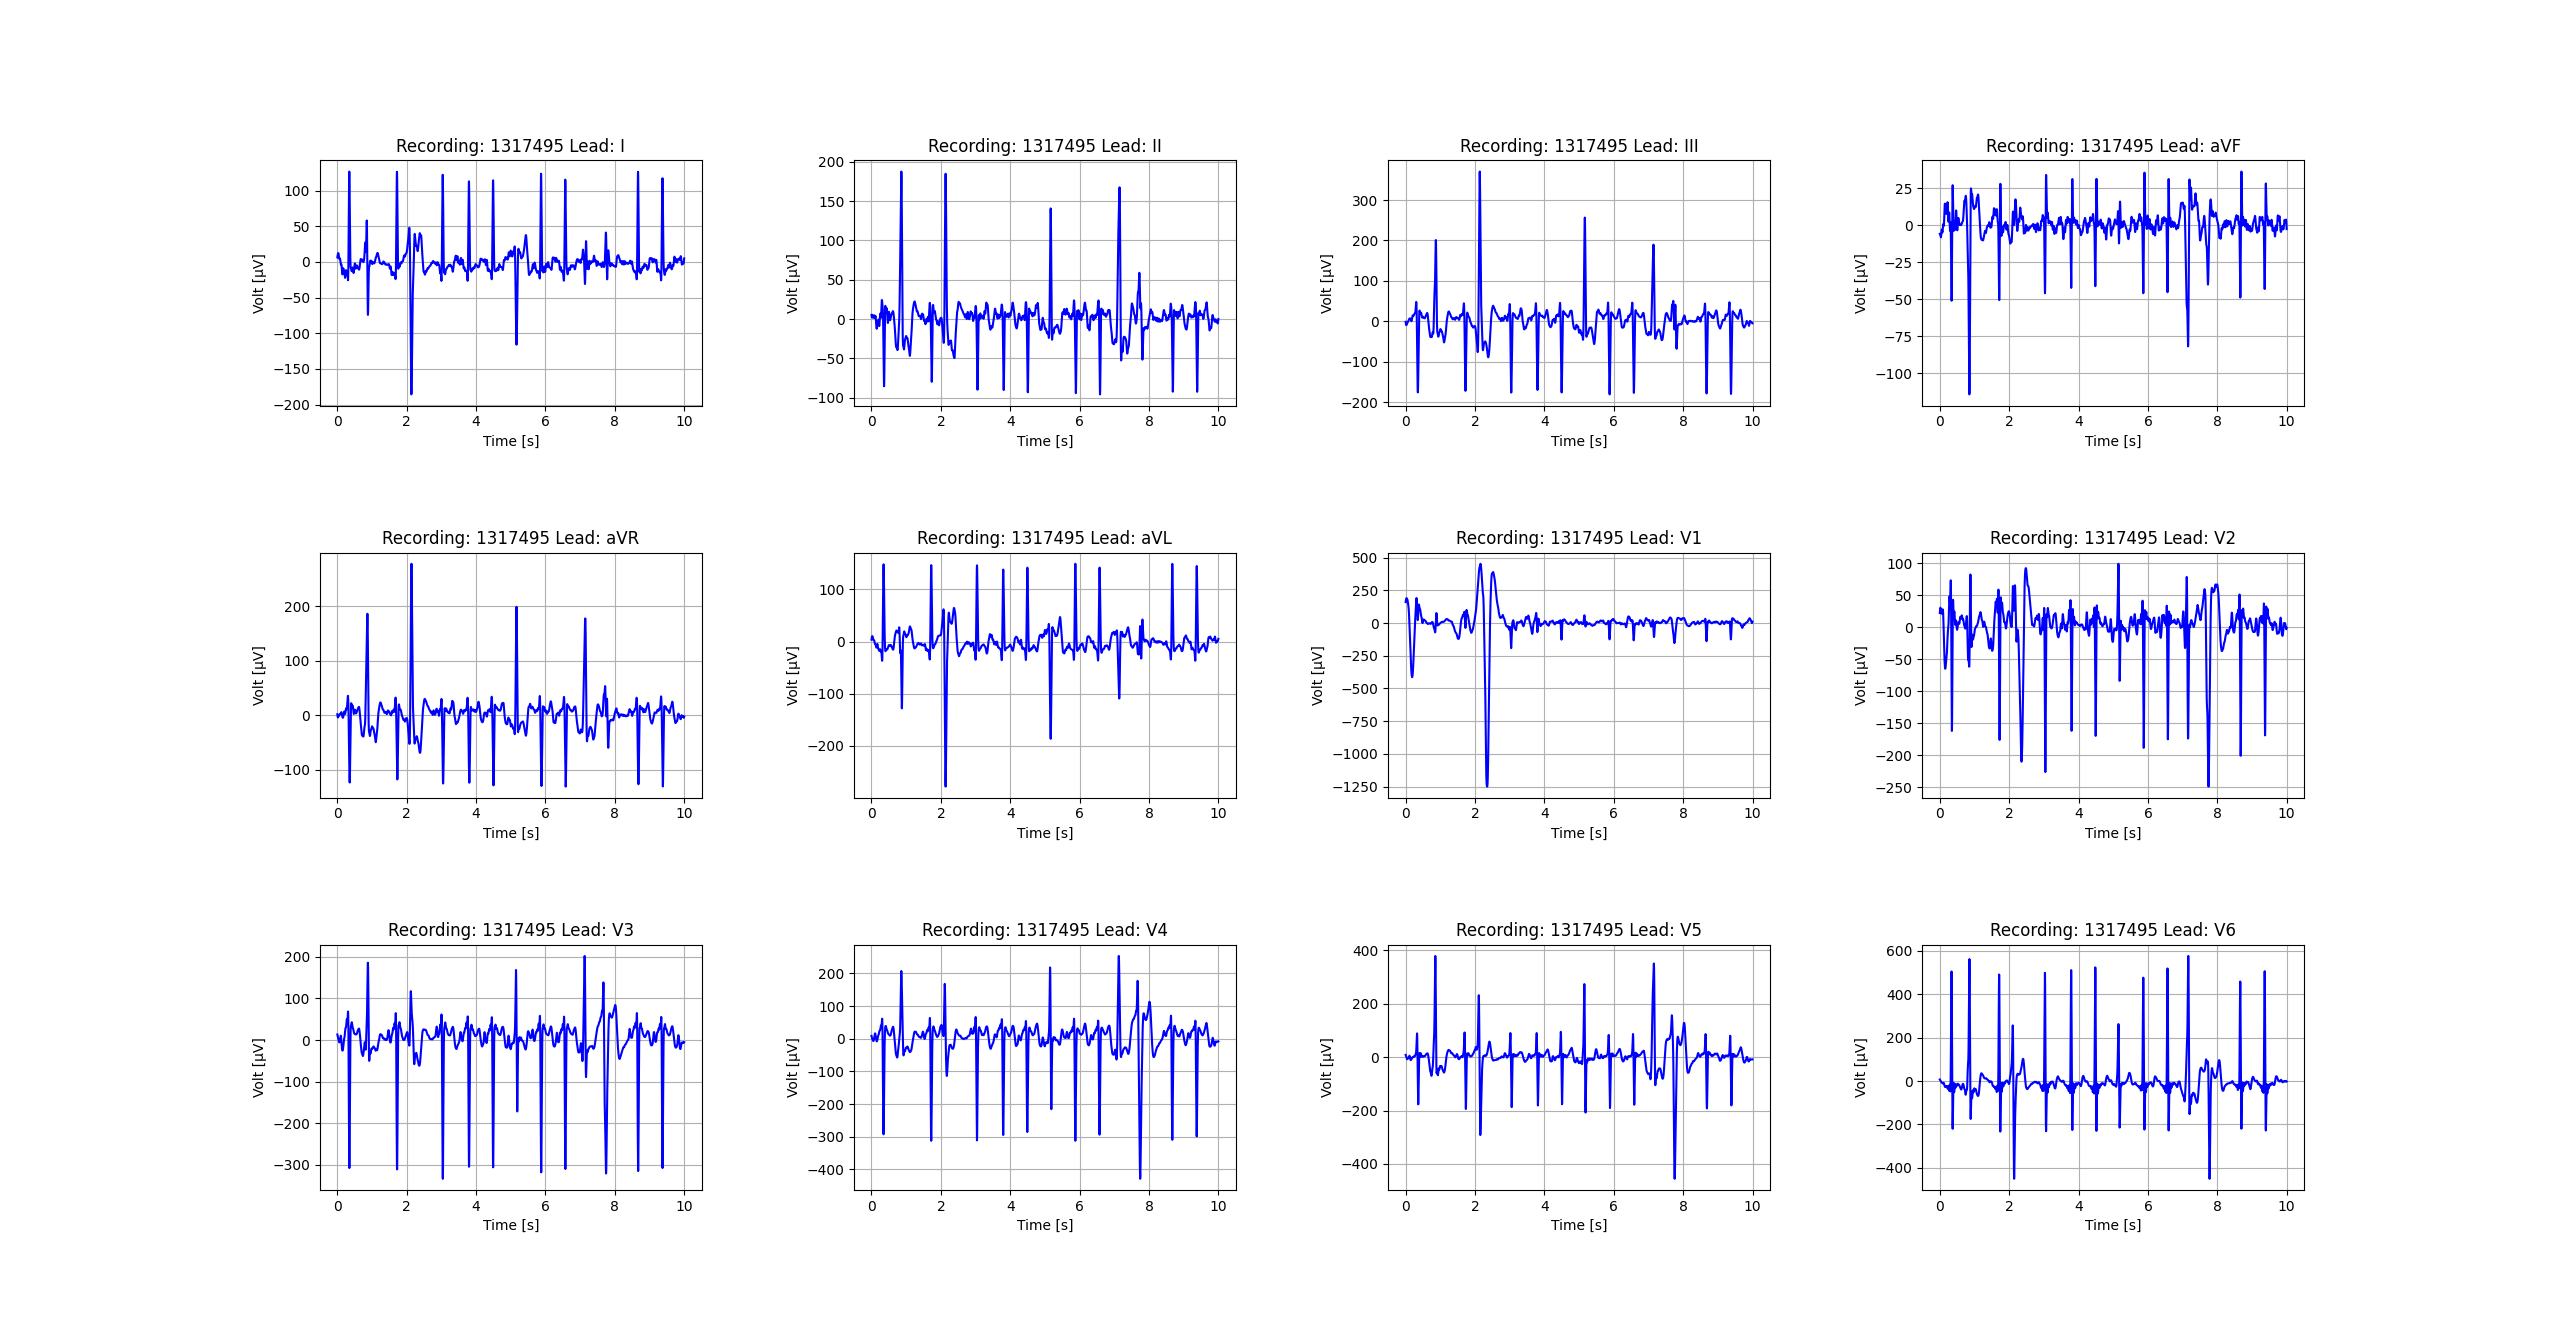 Recording: 1317495 Lead: I
Volt [µV]
100
50
0
−50
−100
−150
−200
0 2 4 6 8 10
Time [s]
Recording: 1317495 Lead: II
Volt [µV]
200
150
100
50
0
−50
−100
0 2 4 6 8 10
Time [s]
Recording: 1317495 Lead: III
Volt [µV]
300
200
100
0
−100
−200
0 2 4 6 8 10
Time [s]
Recording: 1317495 Lead: aVF
Volt [µV]
25
0
−25
−50
−75
−100
0 2 4 6 8 10
Time [s]
Recording: 1317495 Lead: aVR
Volt [µV]
200
100
0
−100
0 2 4 6 8 10
Time [s]
Recording: 1317495 Lead: aVL
Volt [µV]
100
0
−100
−200
0 2 4 6 8 10
Time [s]
Recording: 1317495 Lead: V1
Volt [µV]
500
250
0
−250
−500
−750
−1000
−1250
0 2 4 6 8 10
Time [s]
Recording: 1317495 Lead: V2
Volt [µV]
100
50
0
−50
−100
−150
−200
−250
0 2 4 6 8 10
Time [s]
Recording: 1317495 Lead: V3
Volt [µV]
200
100
0
−100
−200
−300
0 2 4 6 8 10
Time [s]
Recording: 1317495 Lead: V4
Volt [µV]
200
100
0
−100
−200
−300
−400
0 2 4 6 8 10
Time [s]
Recording: 1317495 Lead: V5
Volt [µV]
400
200
0
−200
−400
0 2 4 6 8 10
Time [s]
Recording: 1317495 Lead: V6
Volt [µV]
600
400
200
0
−200
−400
0 2 4 6 8 10
Time [s]